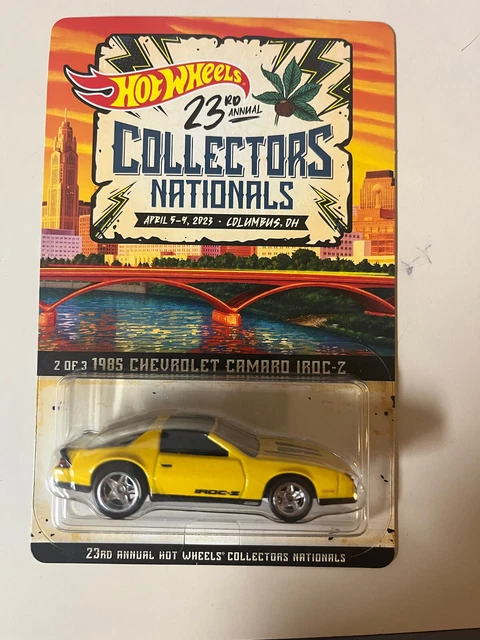 HOT WHEELS
23RD ANNUAL
COLLECTORS
NATIONALS
APRIL 5-9, 2023 • COLUMBUS, OH
2 OF 3 1985 CHEVROLET CAMARO IROC-Z
IROC-Z
23RD ANNUAL HOT WHEELS® COLLECTORS NATIONALS